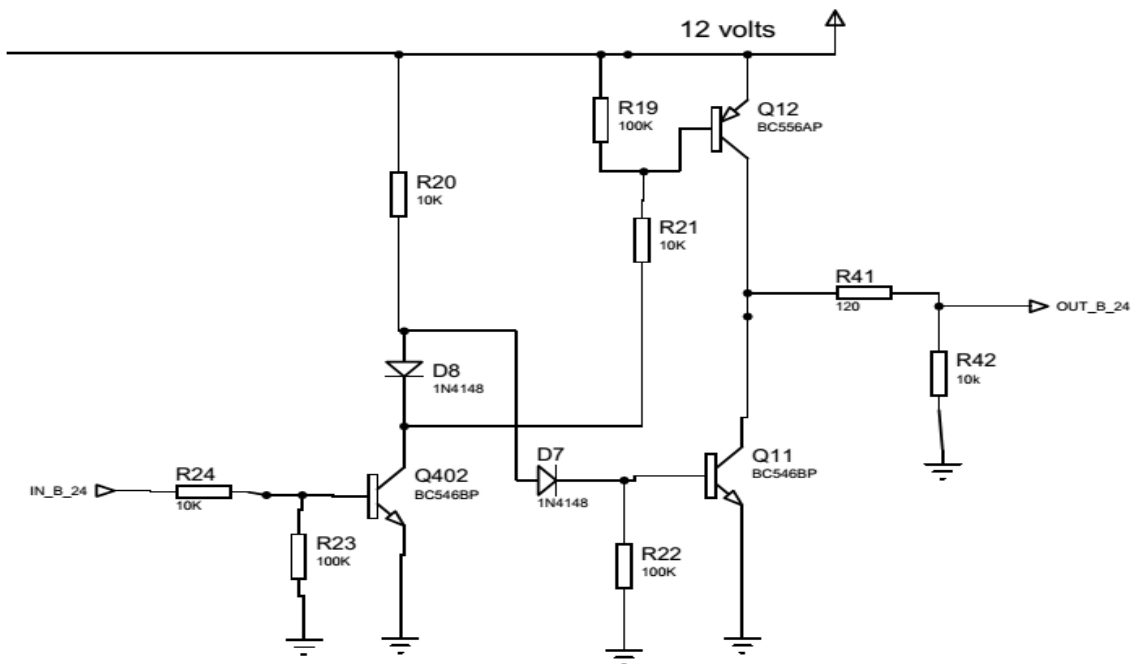 12 volts
R19
100K
Q12
BC556AP
R20
10K
R21
10K
R41
120
OUT_B_24
R42
10k
D8
1N4148
D7
1N4148
Q11
BC546BP
Q402
BC546BP
IN_B_24
R24
10K
R23
100K
R22
100K